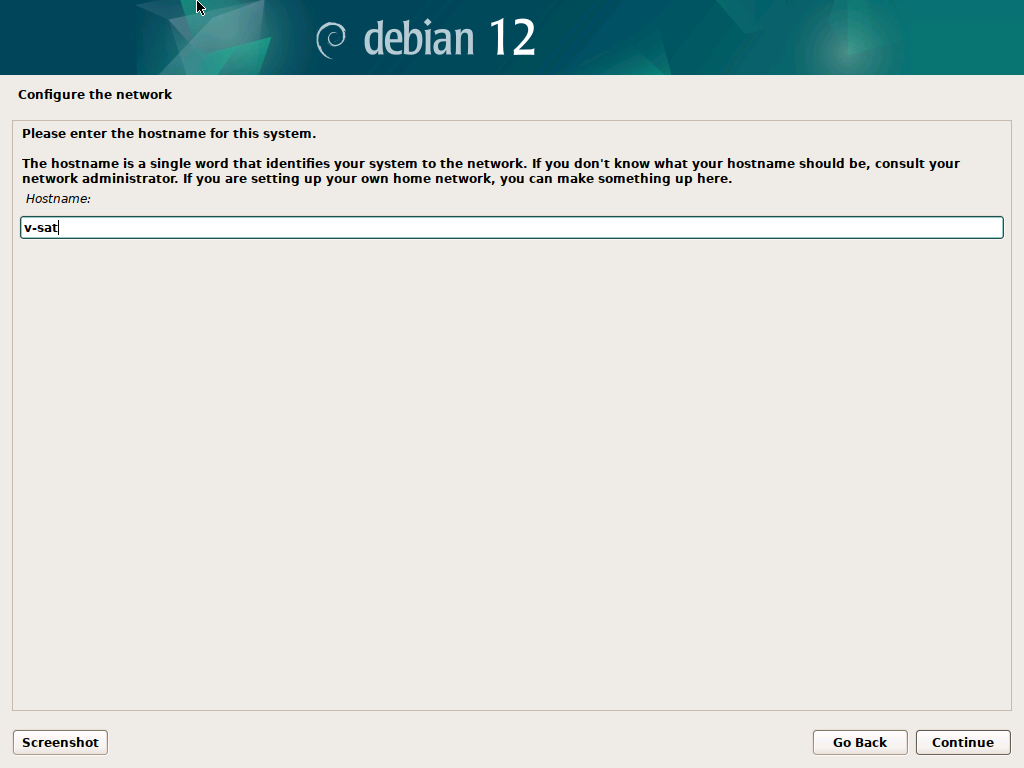 debian 12
Configure the network
Please enter the hostname for this system.
The hostname is a single word that identifies your system to the network. If you don't know what your hostname should be, consult your
network administrator. If you are setting up your own home network, you can make something up here.
Hostname:
v-sat
Screenshot
Go Back
Continue